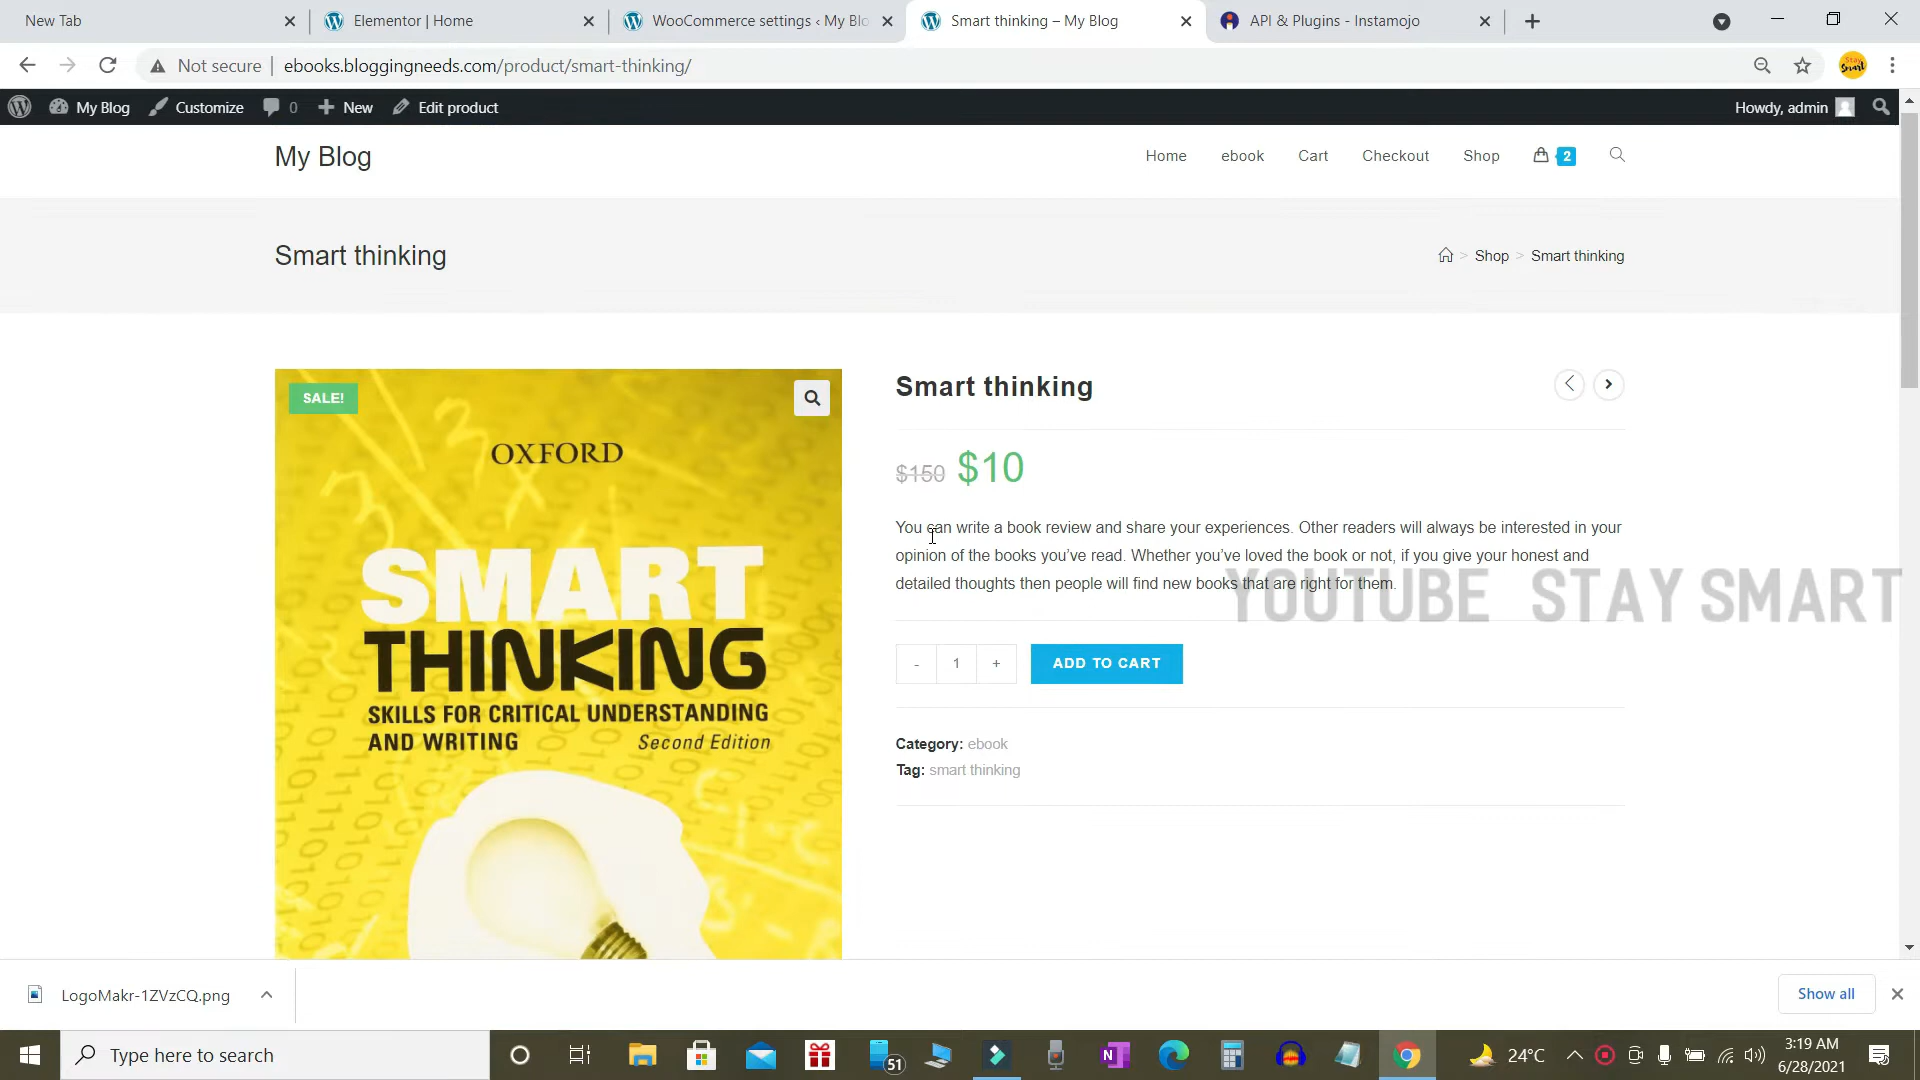 New Tab
Elementor | Home
WooCommerce settings ‹ My Blo
Smart thinking – My Blog
API & Plugins - Instamojo
Not secure
ebooks.bloggingneeds.com/product/smart-thinking/
My Blog
Customize
0
New
Edit product
Howdy, admin
My Blog
Home
ebook
Cart
Checkout
Shop
2
Smart thinking
> Shop > Smart thinking
SALE!
OXFORD
SMART
THINKING
SKILLS FOR CRITICAL UNDERSTANDING
AND WRITING
Second Edition
Smart thinking
$150 $10
You can write a book review and share your experiences. Other readers will always be interested in your
opinion of the books you’ve read. Whether you’ve loved the book or not, if you give your honest and
detailed thoughts then people will find new books that are right for them.
YOUTUBE STAY SMART
- 1 +
ADD TO CART
Category: ebook
Tag: smart thinking
LogoMakr-1ZVzCQ.png
Show all
Type here to search
51
24°C
3:19 AM
6/28/2021